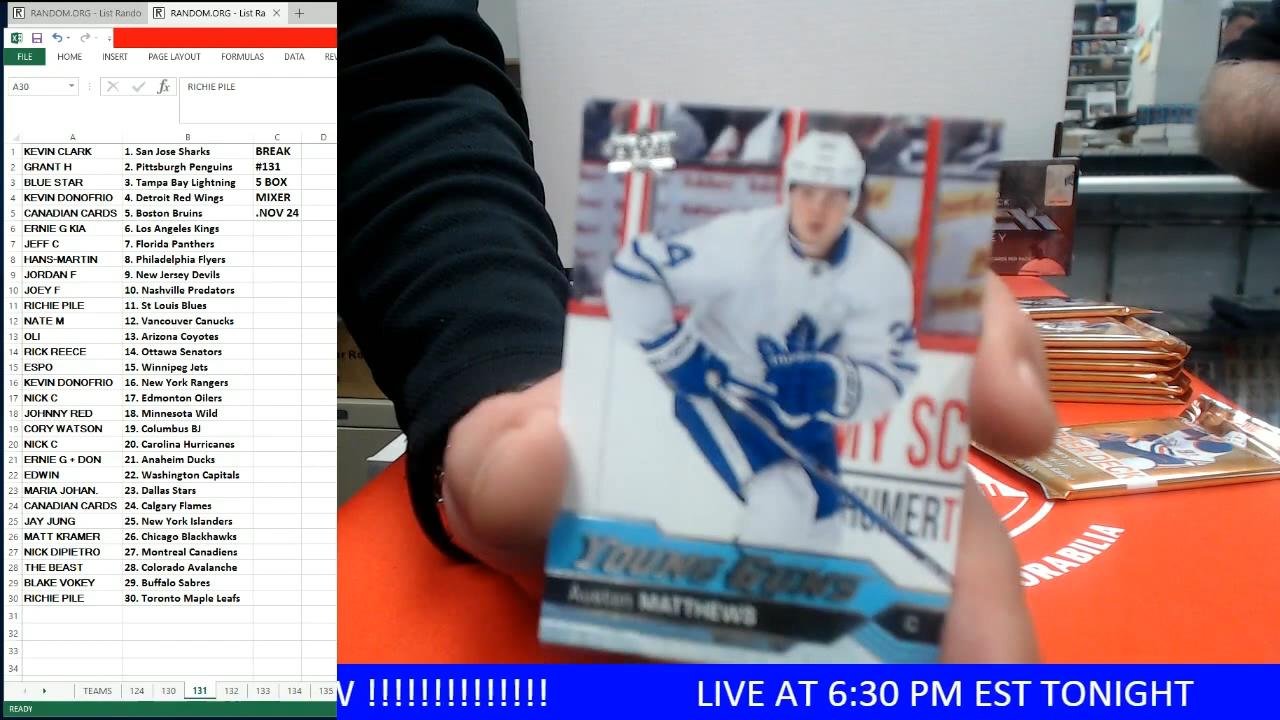 RANDOM.ORG - List Rando
RANDOM.ORG - List Ra
FILE HOME INSERT PAGE LAYOUT FORMULAS DATA REV
A30 fx RICHIE PILE
A B C D
1 KEVIN CLARK 1. San Jose Sharks BREAK
2 GRANT H 2. Pittsburgh Penguins #131
3 BLUE STAR 3. Tampa Bay Lightning 5 BOX
4 KEVIN DONOFRIO 4. Detroit Red Wings MIXER
5 CANADIAN CARDS 5. Boston Bruins .NOV 24
6 ERNIE G KIA 6. Los Angeles Kings
7 JEFF C 7. Florida Panthers
8 HANS-MARTIN 8. Philadelphia Flyers
9 JORDAN F 9. New Jersey Devils
10 JOEY F 10. Nashville Predators
11 RICHIE PILE 11. St Louis Blues
12 NATE M 12. Vancouver Canucks
13 OLI 13. Arizona Coyotes
14 RICK REECE 14. Ottawa Senators
15 ESPO 15. Winnipeg Jets
16 KEVIN DONOFRIO 16. New York Rangers
17 NICK C 17. Edmonton Oilers
18 JOHNNY RED 18. Minnesota Wild
19 CORY WATSON 19. Columbus BJ
20 NICK C 20. Carolina Hurricanes
21 ERNIE G + DON 21. Anaheim Ducks
22 EDWIN 22. Washington Capitals
23 MARIA JOHAN. 23. Dallas Stars
24 CANADIAN CARDS 24. Calgary Flames
25 JAY JUNG 25. New York Islanders
26 MATT KRAMER 26. Chicago Blackhawks
27 NICK DIPIETRO 27. Montreal Canadiens
28 THE BEAST 28. Colorado Avalanche
29 BLAKE VOKEY 29. Buffalo Sabres
30 RICHIE PILE 30. Toronto Maple Leafs
31
32
33
34
TEAMS 124 130 131 132 133 134 135
READY
34
MY SC
HUMERT
YOUNG GUNS
Auston MATTHEWS
C
ORABILIA
W !!!!!!!!!!!!!! LIVE AT 6:30 PM EST TONIGHT